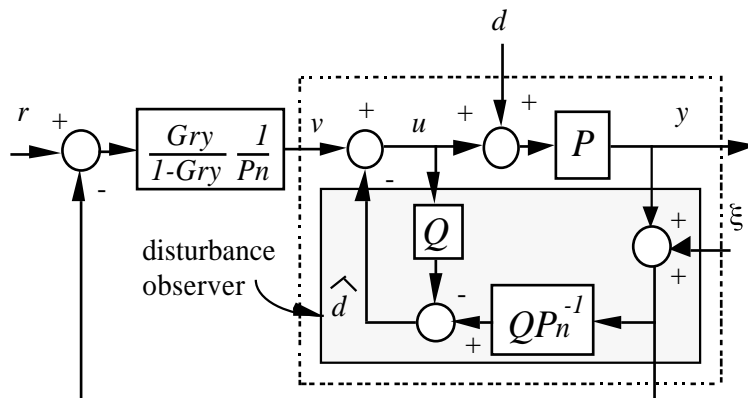 d
r
+
-
Gry
1-Gry
1
Pn
v
+
-
u
+
+
P
y
ξ
+
+
Q
disturbance
observer
^
d
-
+
QPn^-1